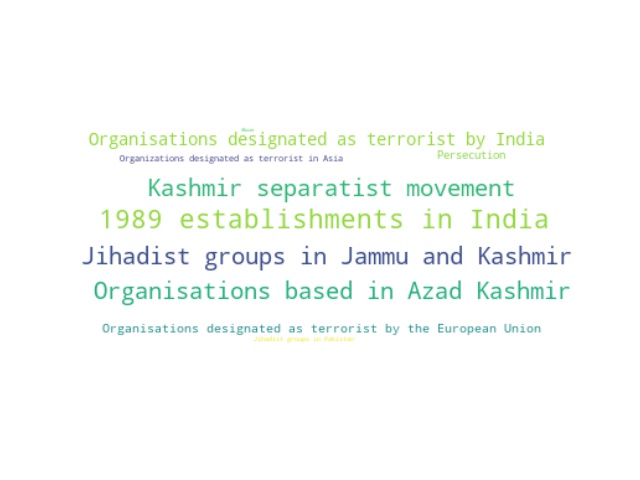 Organisations designated as terrorist by India
Organizations designated as terrorist in Asia
Persecution
Kashmir separatist movement
1989 establishments in India
Jihadist groups in Jammu and Kashmir
Organisations based in Azad Kashmir
Organisations designated as terrorist by the European Union
Jihadist groups in Pakistan